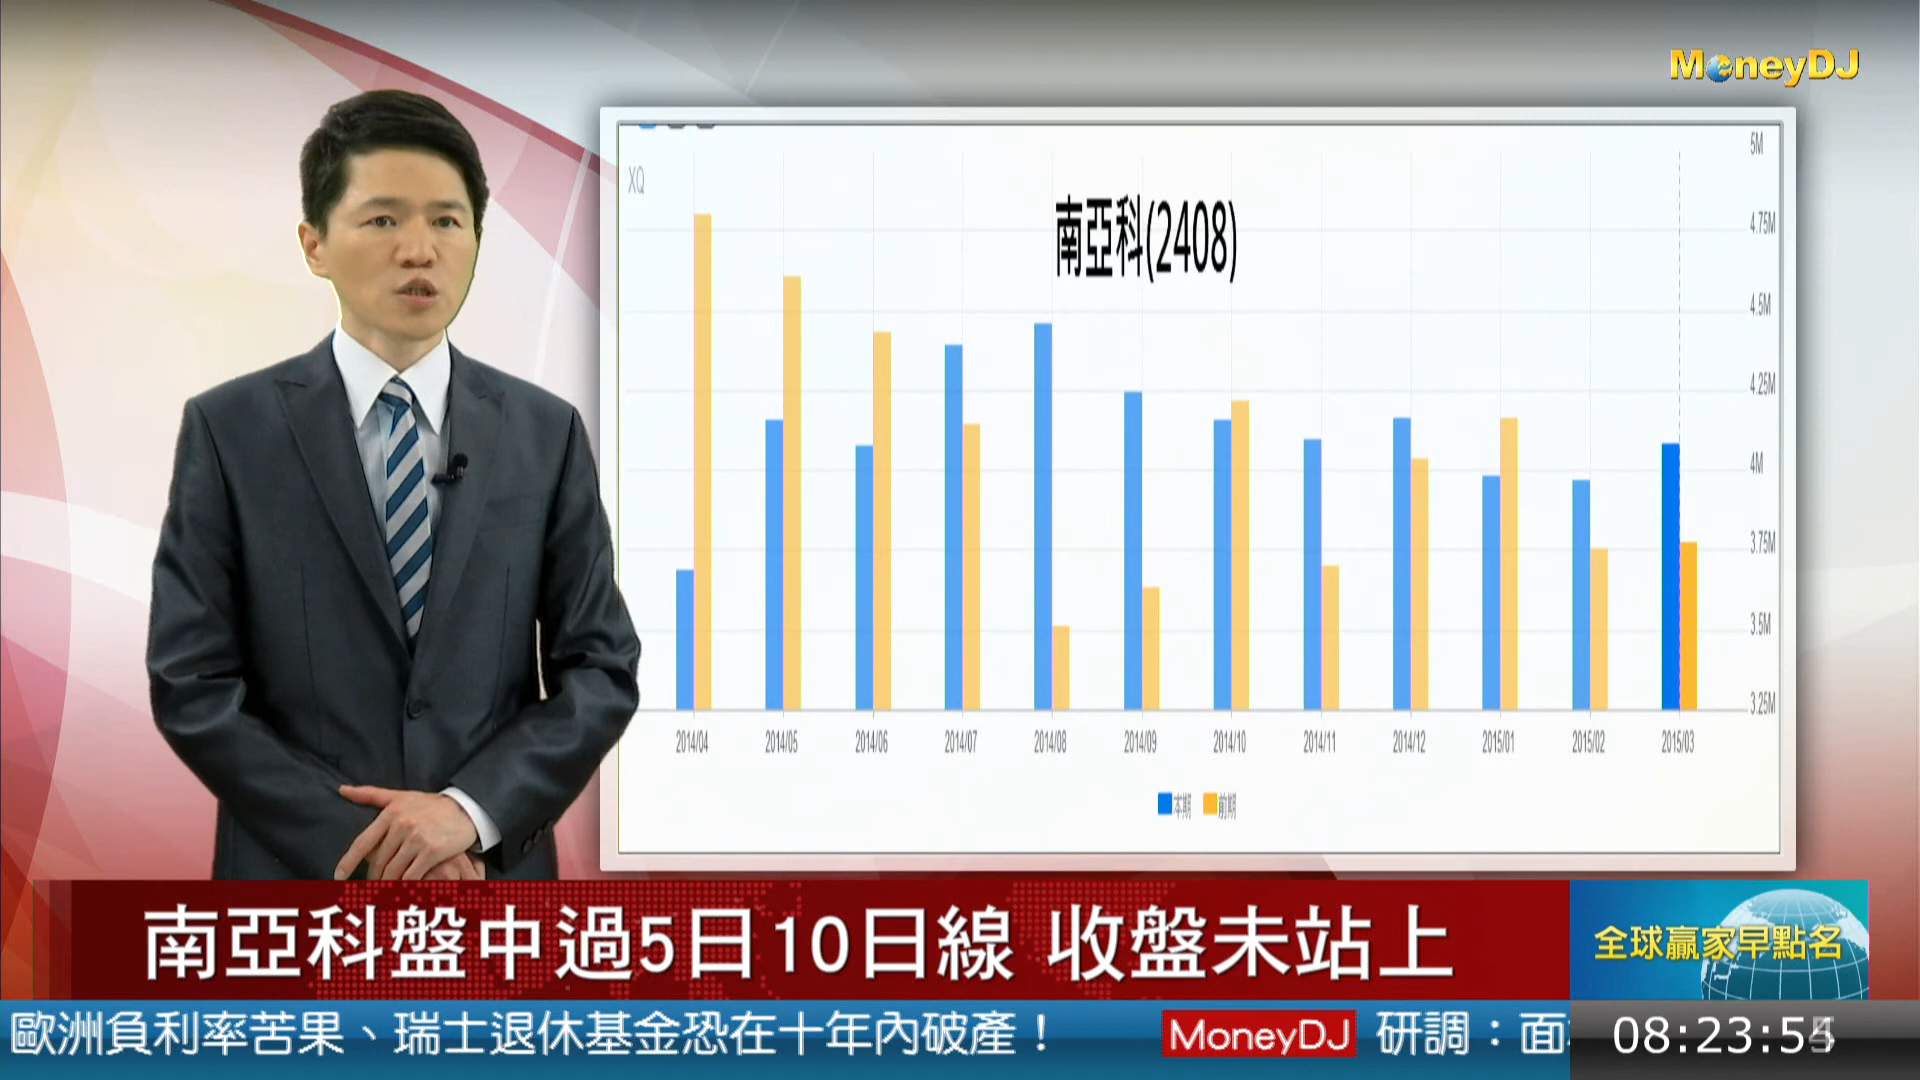 MoneyDJ
XQ
南亞科(2408)
5M
4.75M
4.5M
4.25M
4M
3.75M
3.5M
3.25M
2014/04 2014/05 2014/06 2014/07 2014/08 2014/09 2014/10 2014/11 2014/12 2015/01 2015/02 2015/03
本期 前期
南亞科盤中過5日10日線 收盤未站上
全球贏家早點名
歐洲負利率苦果、瑞士退休基金恐在十年內破產！ MoneyDJ 研調：面
08:23:5